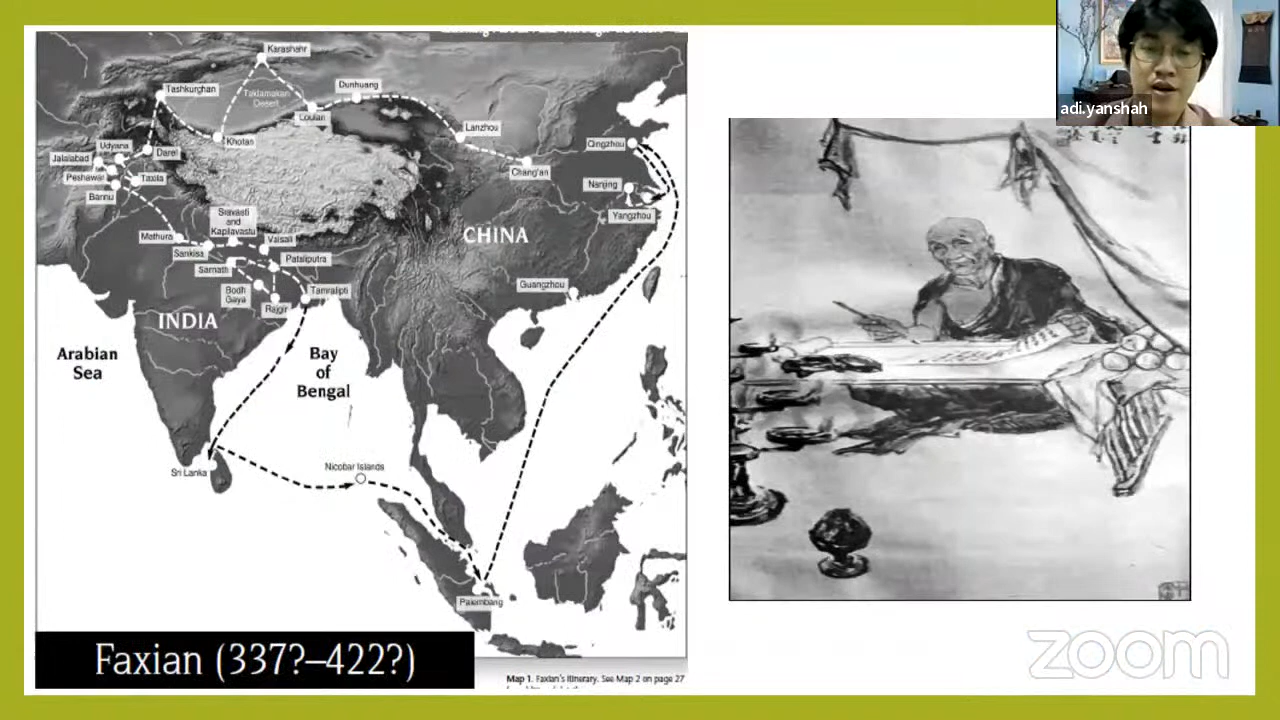 Karashahr
Tashkurghan
Taklamakan
Desert
Dunhuang
Loulan
Khotan
Lanzhou
Chang'an
Qingzhou
Nanjing
Yangzhou
Udyana
Darel
Jalalabad
Peshawar
Taxila
Bannu
Mathura
Sravasti
and
Kapilavastu
Vaisali
Sankisa
Pataliputra
Sarnath
Bodh
Gaya
Rajgir
Tamralipti
CHINA
Guangzhou
INDIA
Arabian
Sea
Bay
of
Bengal
Sri Lanka
Nicobar Islands
Palembang
Faxian (337?–422?)
Map 1. Faxian's itinerary. See Map 2 on page 27
adi.yanshah
zoom